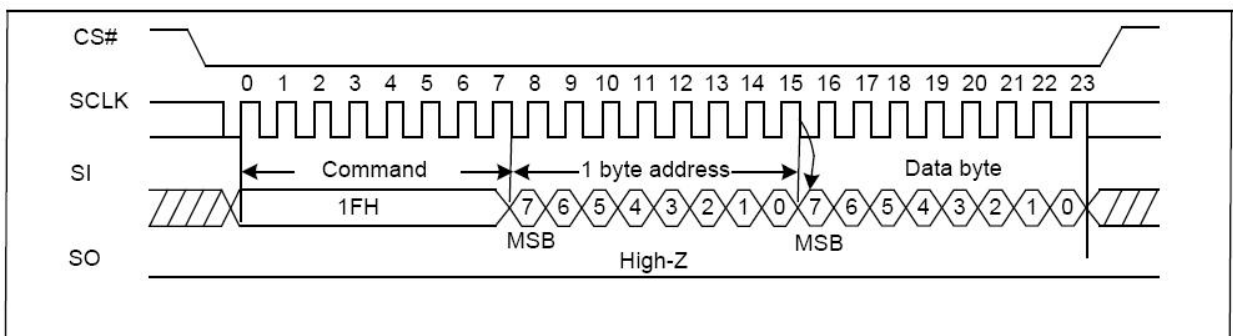 CS#
0 1 2 3 4 5 6 7 8 9 10 11 12 13 14 15 16 17 18 19 20 21 22 23
SCLK
SI
Command
1 byte address
Data byte
1FH
7 6 5 4 3 2 1 0 7 6 5 4 3 2 1 0
MSB
MSB
SO
High-Z